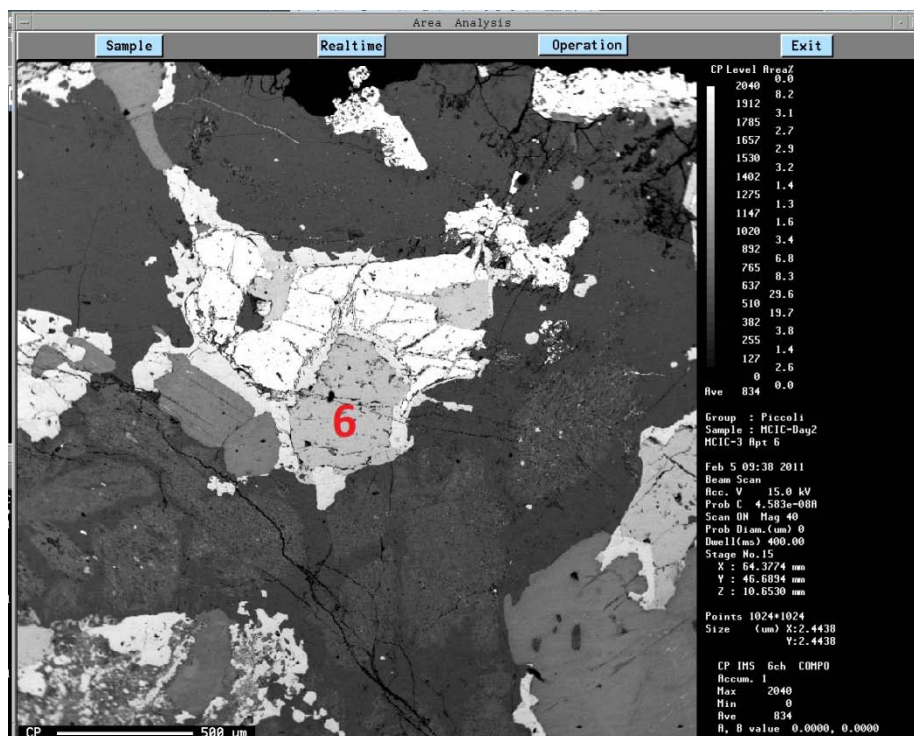 Area Analysis
Sample Realtime Operation Exit
CP Level Area%
2040 0.0
1912 8.2
1785 3.1
1657 2.7
1530 2.9
1402 3.2
1275 1.4
1147 1.3
1020 1.6
892 3.4
765 6.8
637 8.3
510 29.6
382 19.7
255 3.8
127 1.4
0 2.6
0.0
Ave 834
Group : Piccoli
Sample : MCIC-Day2
MCIC-3 Apt 6
Feb 5 09:38 2011
Beam Scan
Acc. V 15.0 kV
Prob C 4.583e-08A
Scan ON Mag 40
Prob Diam.(um) 0
Dwell(ms) 400.00
Stage No.15
X : 64.3774 mm
Y : 46.6894 mm
Z : 10.6530 mm
Points 1024*1024
Size (um) X:2.4438
Y:2.4438
CP IMS 6ch COMPO
Accum. 1
Max 2040
Min 0
Ave 834
A, B value 0.0000, 0.0000
6
CP 500 μm